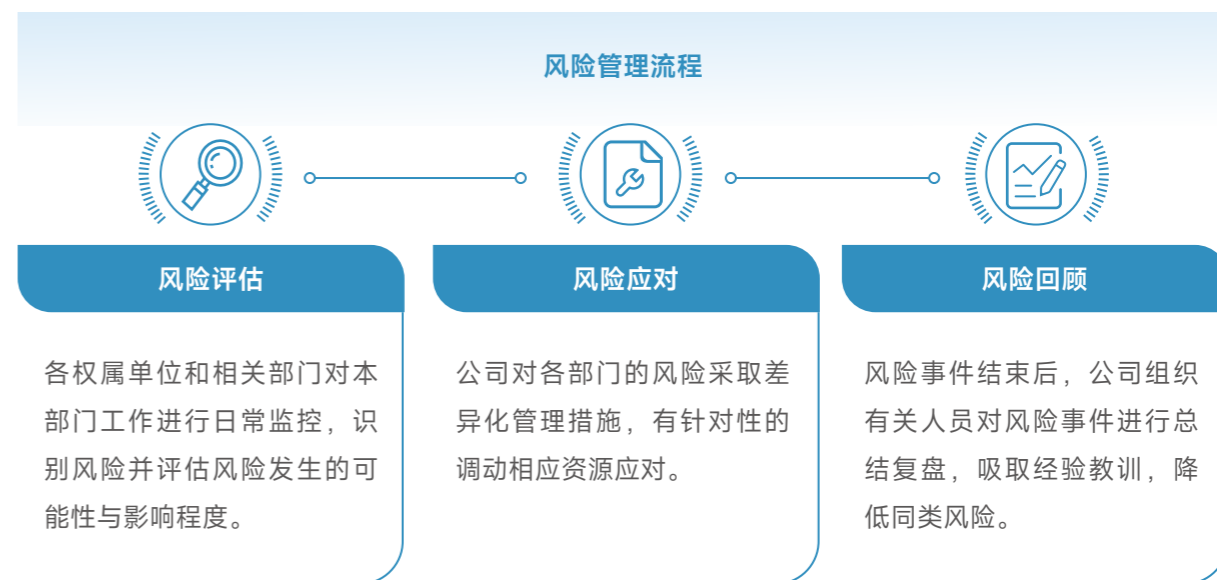 风险管理流程
风险评估
各权属单位和相关部门对本
部门工作进行日常监控，识
别风险并评估风险发生的可
能性与影响程度。
风险应对
公司对各部门的风险采取差
异化管理措施，有针对性的
调动相应资源应对。
风险回顾
风险事件结束后，公司组织
有关人员对风险事件进行总
结复盘，吸取经验教训，降
低同类风险。